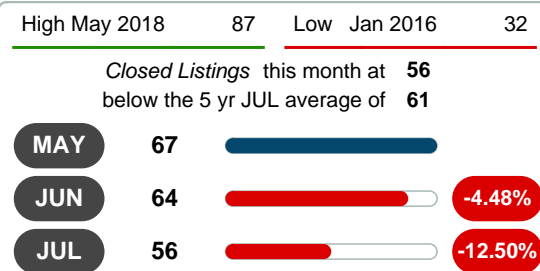 High May 2018 87 Low Jan 2016 32
Closed Listings this month at 56
below the 5 yr JUL average of 61
MAY 67
JUN 64 -4.48%
JUL 56 -12.50%